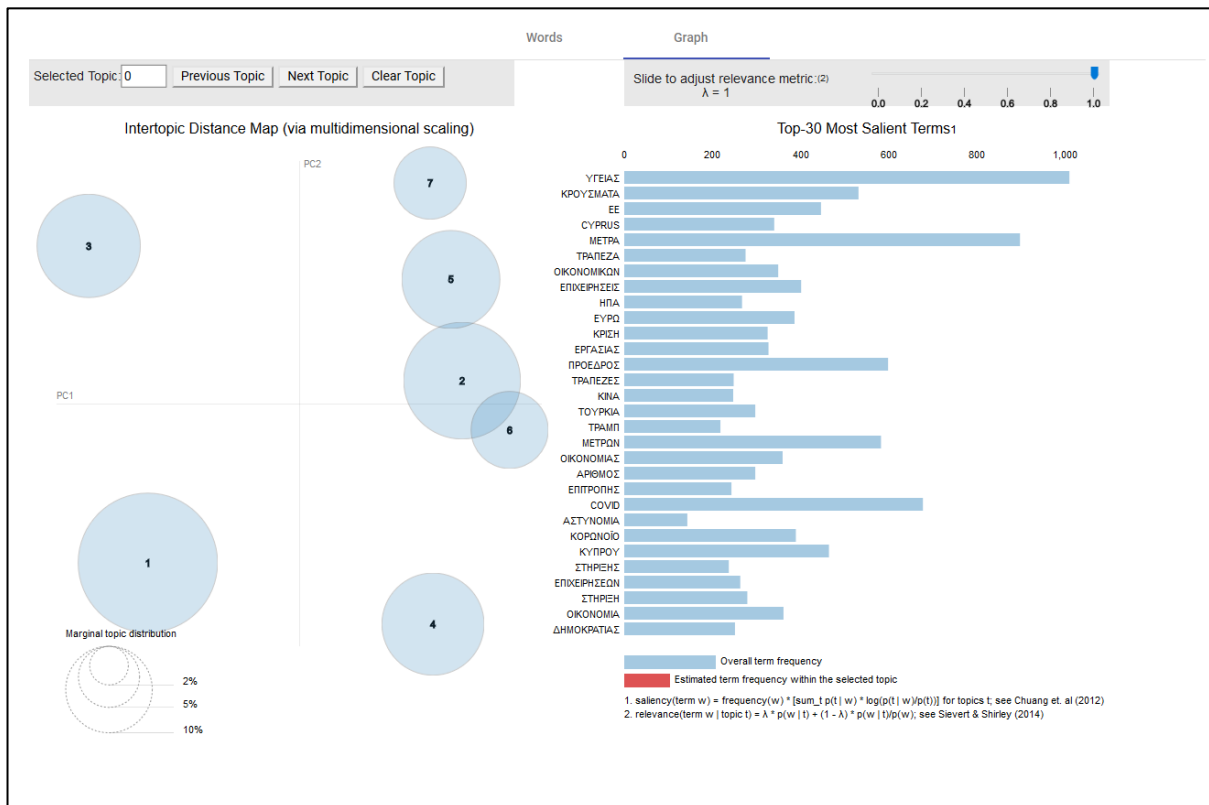 Words
Graph
Selected Topic: 0 Previous Topic Next Topic Clear Topic
Slide to adjust relevance metric:(2)
λ = 1
0.0 0.2 0.4 0.6 0.8 1.0
Intertopic Distance Map (via multidimensional scaling)
PC2
PC1
7
3
5
2
6
1
4
Marginal topic distribution
2%
5%
10%
Top-30 Most Salient Terms1
0 200 400 600 800 1,000
ΥΓΕΙΑΣ
ΚΡΟΥΣΜΑΤΑ
ΕΕ
CYPRUS
ΜΕΤΡΑ
ΤΡΑΠΕΖΑ
ΟΙΚΟΝΟΜΙΚΩΝ
ΕΠΙΧΕΙΡΗΣΕΙΣ
ΗΠΑ
ΕΥΡΩ
ΚΡΙΣΗ
ΕΡΓΑΣΙΑΣ
ΠΡΟΕΔΡΟΣ
ΤΡΑΠΕΖΕΣ
ΚΙΝΑ
ΤΟΥΡΚΙΑ
ΤΡΑΜΠ
ΜΕΤΡΩΝ
ΟΙΚΟΝΟΜΙΑΣ
ΑΡΙΘΜΟΣ
ΕΠΙΤΡΟΠΗΣ
COVID
ΑΣΤΥΝΟΜΙΑ
ΚΟΡΩΝΟΪΟ
ΚΥΠΡΟΥ
ΣΤΗΡΙΞΗΣ
ΕΠΙΧΕΙΡΗΣΕΩΝ
ΣΤΗΡΙΞΗ
ΟΙΚΟΝΟΜΙΑ
ΔΗΜΟΚΡΑΤΙΑΣ
Overall term frequency
Estimated term frequency within the selected topic
1. saliency(term w) = frequency(w) * [sum_t p(t | w) * log(p(t | w)/p(t))] for topics t; see Chuang et. al (2012)
2. relevance(term w | topic t) = λ * p(w | t) + (1 - λ) * p(w | t)/p(w); see Sievert & Shirley (2014)